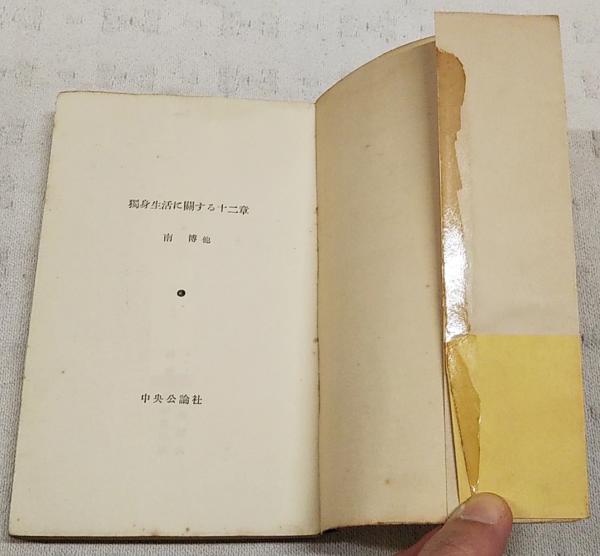 獨身生活に關する十二章
南博 他
中央公論社